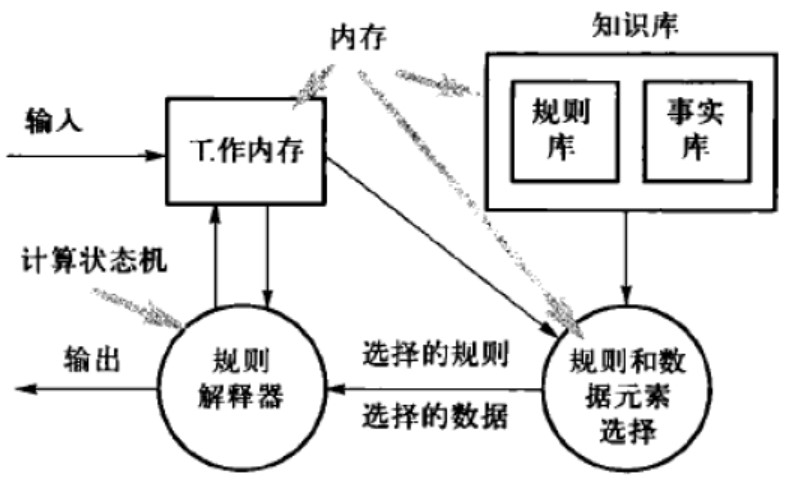 内存
知识库
输入
工作内存
规则
库
事实
库
计算状态机
输出
规则
解释器
选择的规则
选择的数据
规则和数
据元素
选择